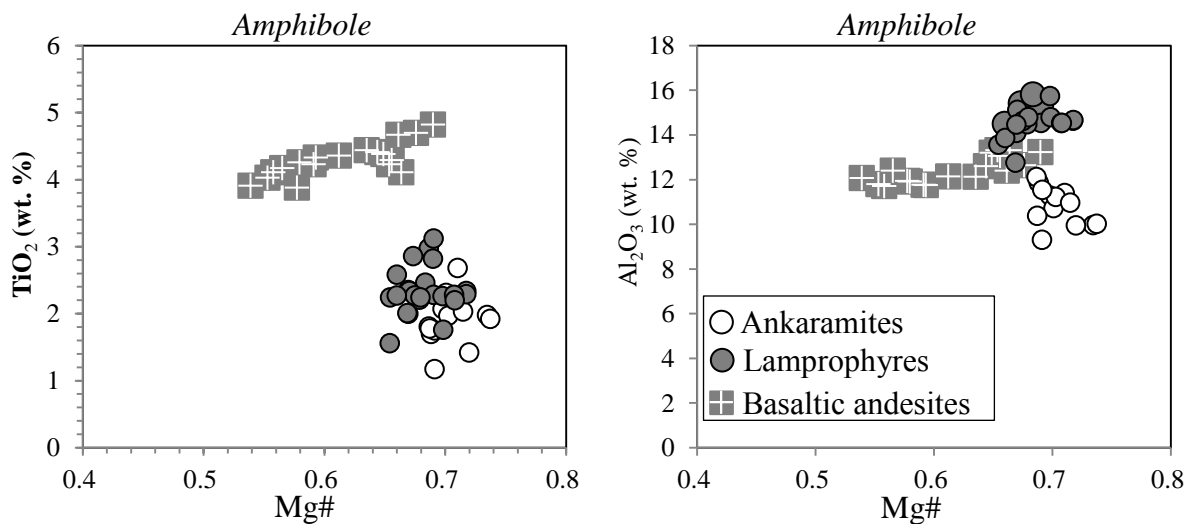 Amphibole
6
5
4
3
2
1
0
TiO₂ (wt. %)
0.4 0.5 0.6 0.7 0.8
Mg#
Amphibole
18
16
14
12
10
8
6
4
2
0
Al₂O₃ (wt. %)
Ankaramites
Lamprophyres
Basaltic andesites
0.4 0.5 0.6 0.7 0.8
Mg#